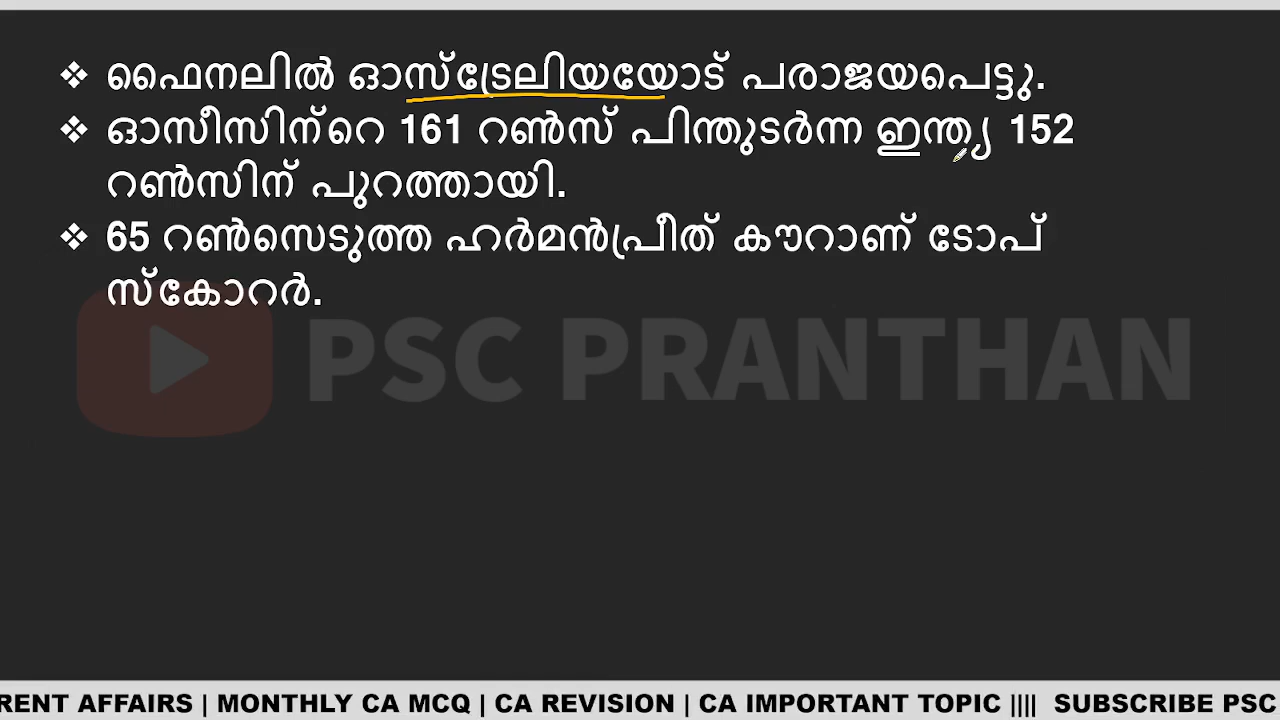 ❖ ഫൈനലിൽ ഓസ്ട്രേലിയയോട് പരാജയപെട്ടു.
❖ ഓസീസിന്‍റെ 161 റൺസ് പിന്തുടർന്ന ഇന്ത്യ 152
റൺസിന് പുറത്തായി.
❖ 65 റൺസെടുത്ത ഹർമൻപ്രീത് കൗറാണ് ടോപ്
സ്കോറർ.
PSC PRANTHAN
RENT AFFAIRS | MONTHLY CA MCQ | CA REVISION | CA IMPORTANT TOPIC |||| SUBSCRIBE PSC